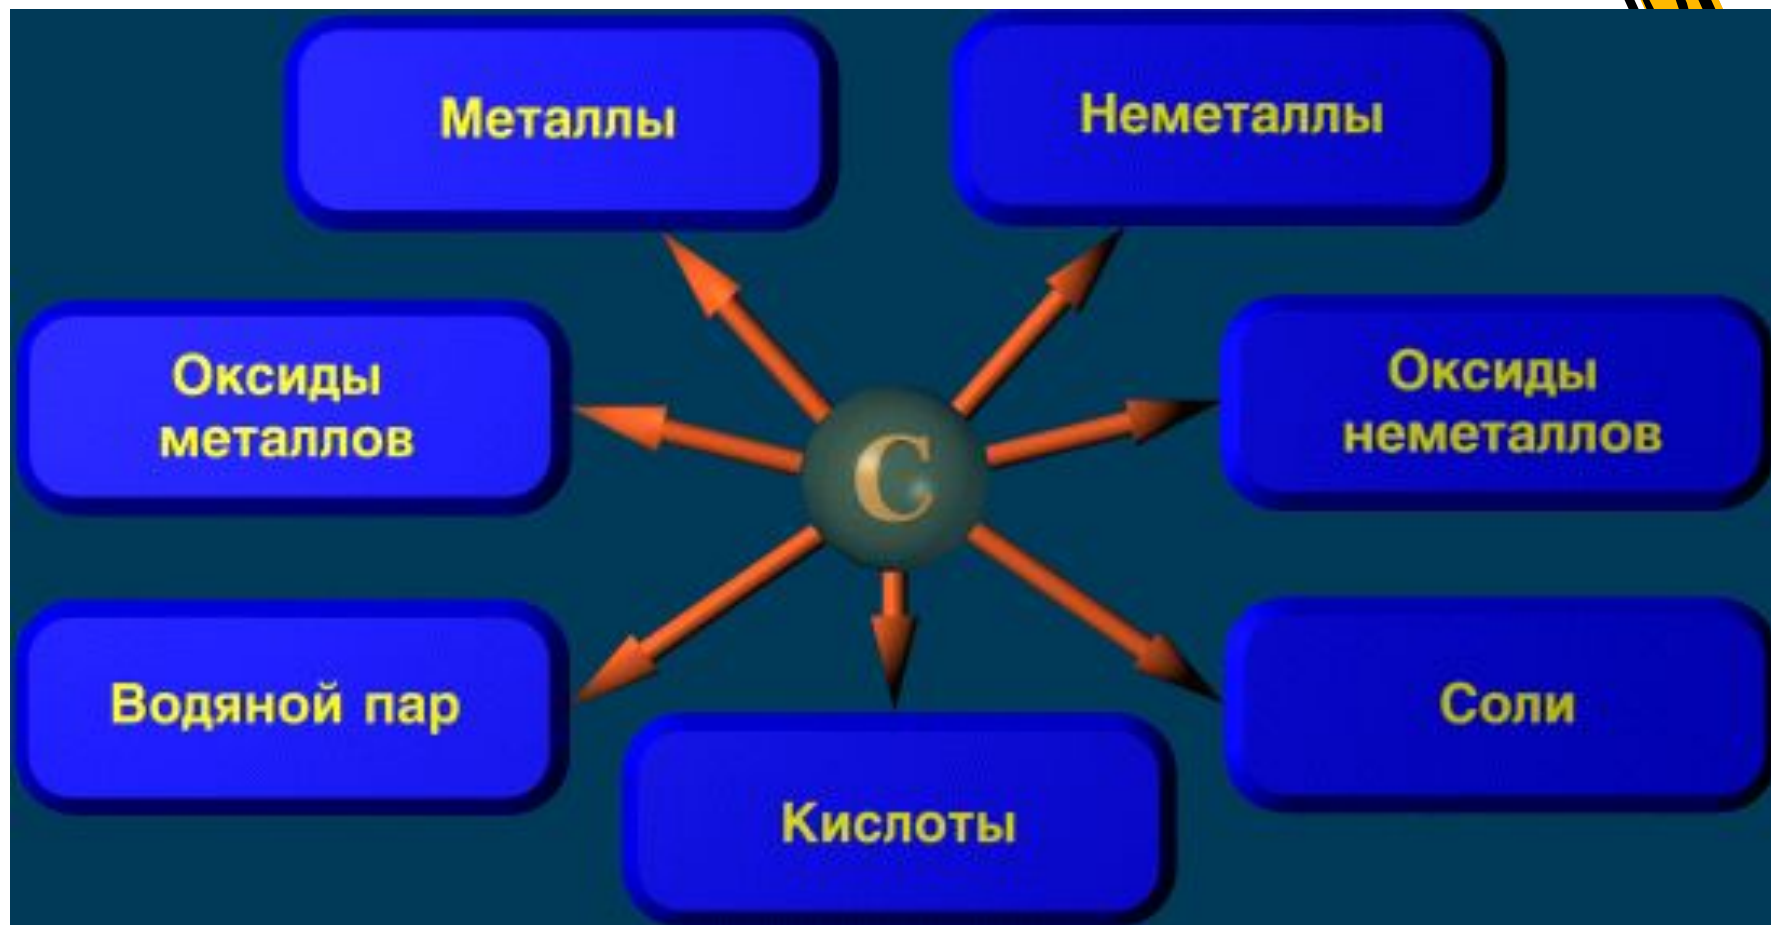 Металлы
Неметаллы
Оксиды
металлов
Оксиды
неметаллов
С
Водяной пар
Соли
Кислоты